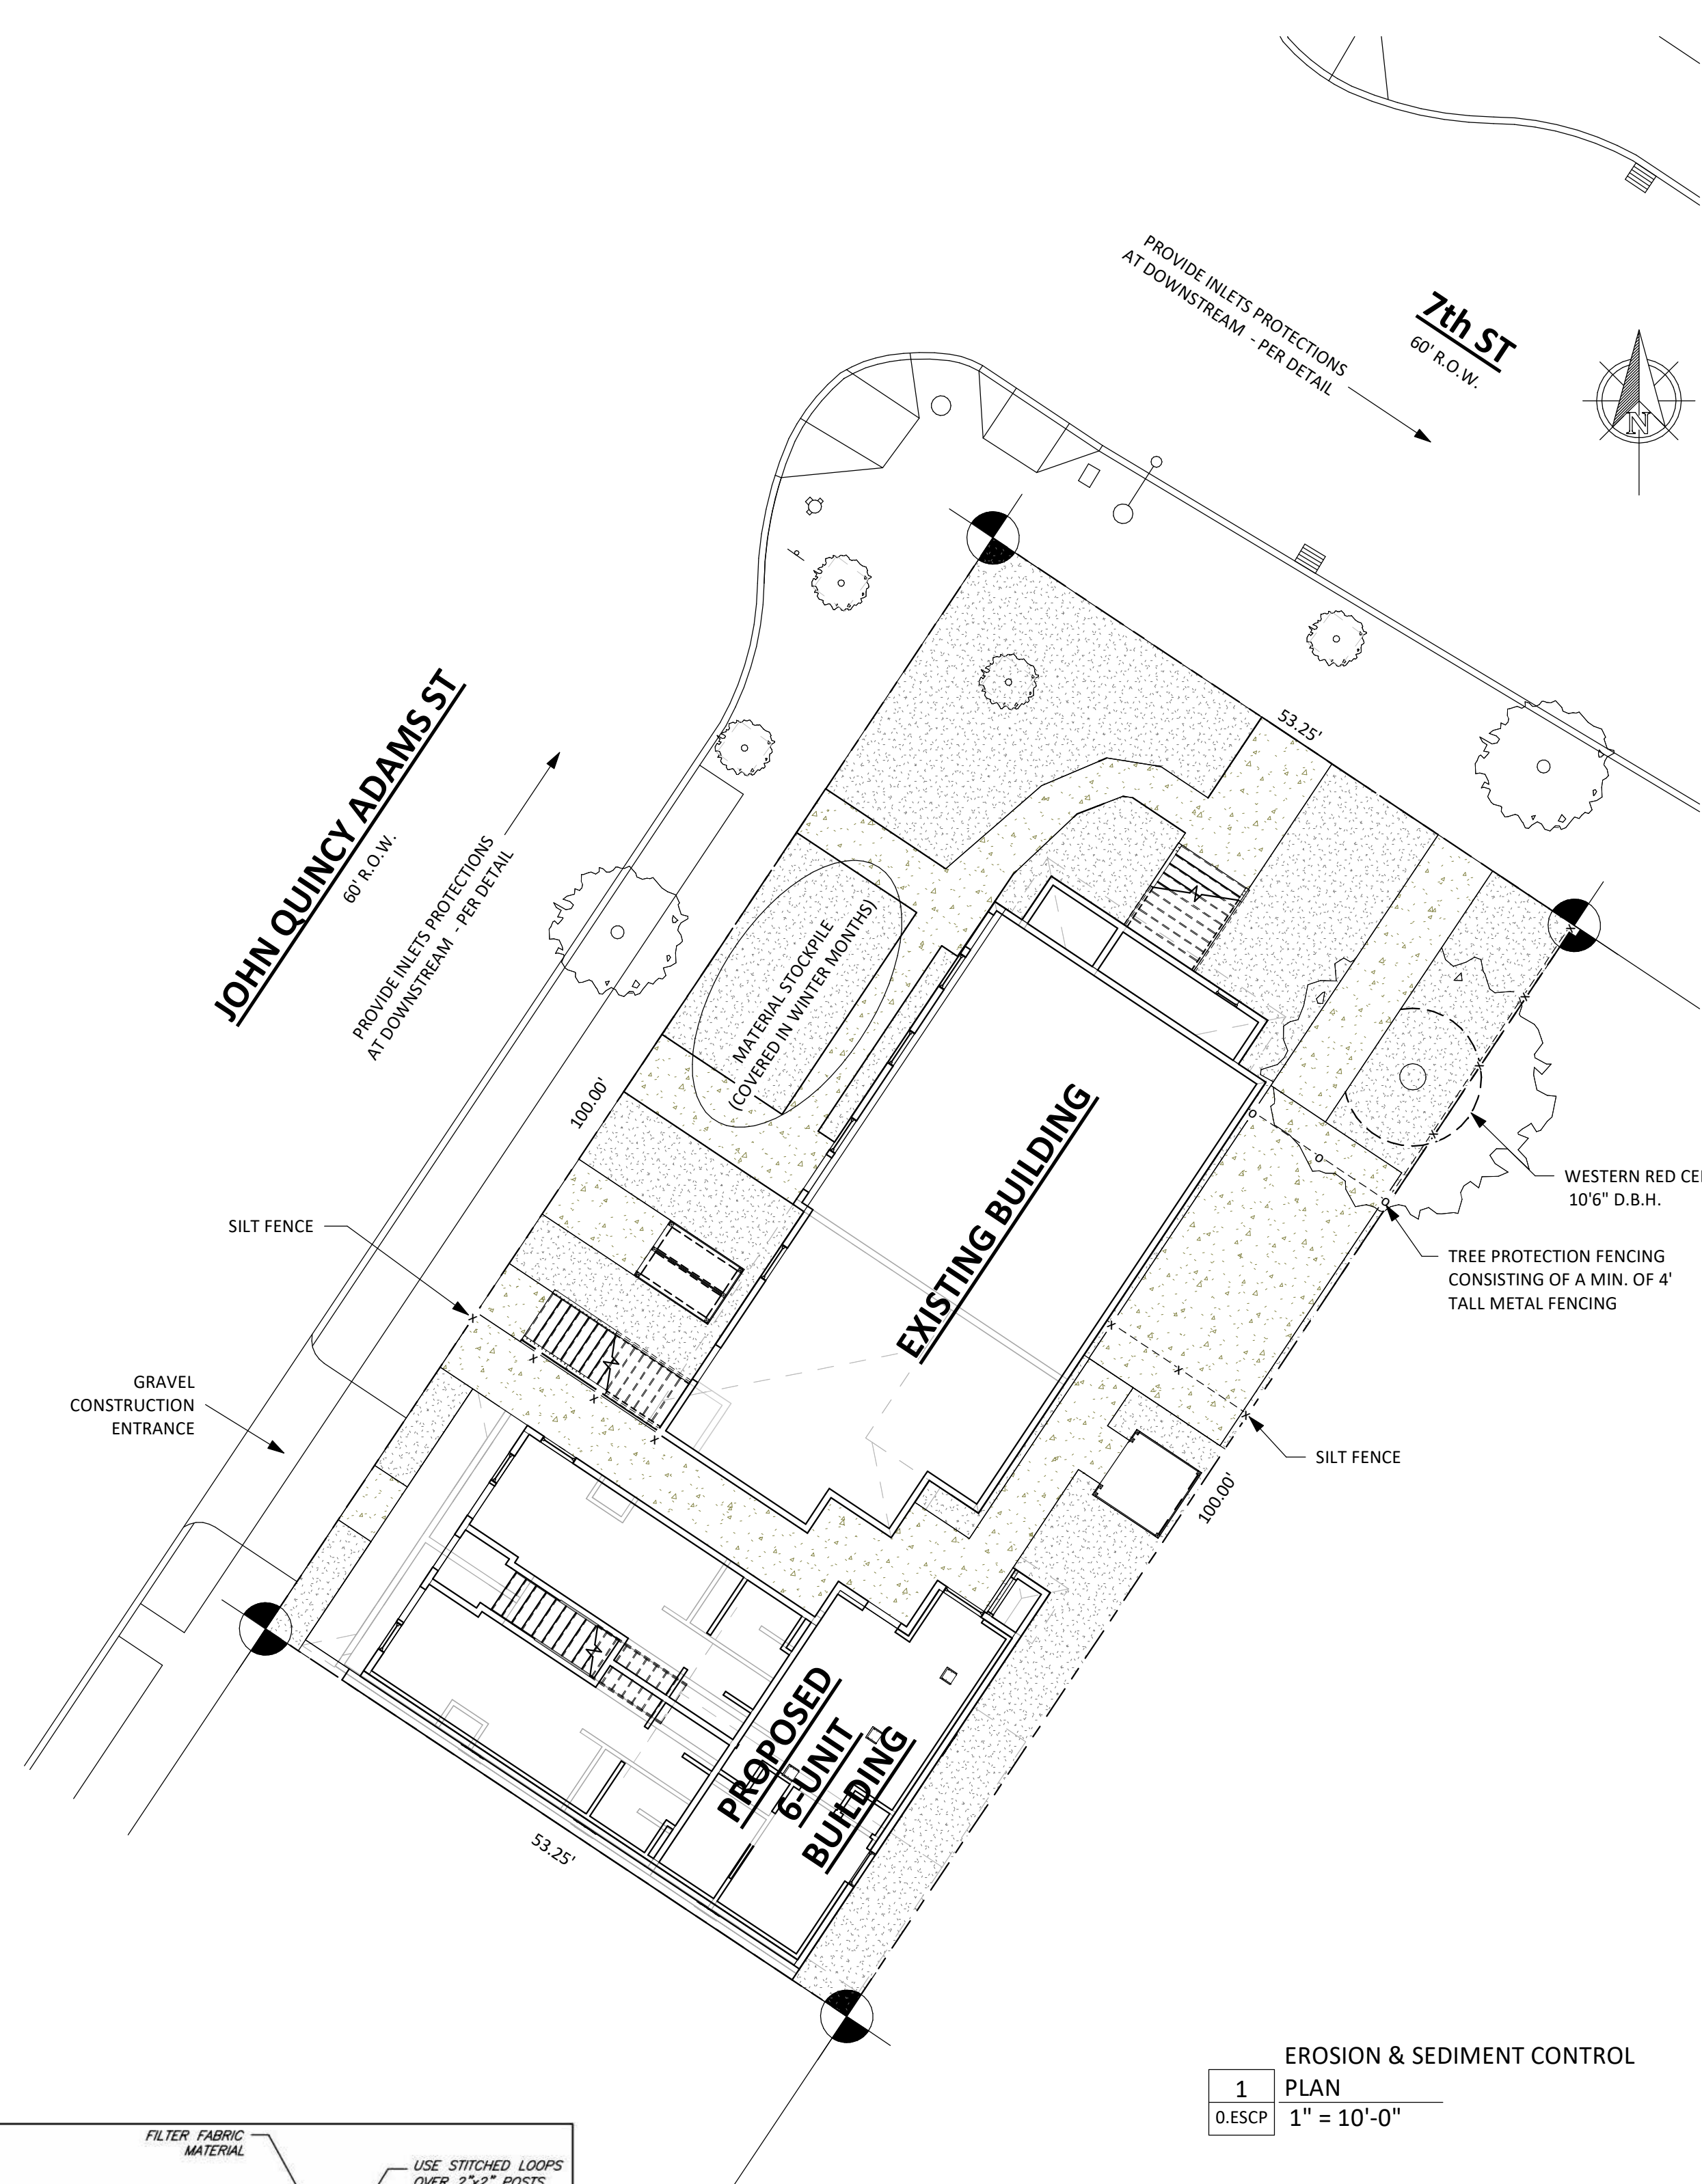 PROVIDE INLETS PROTECTIONS
AT DOWNSTREAM - PER DETAIL
7th ST
60' R.O.W.
N
53.25'
JOHN QUINCY ADAMS ST
60' R.O.W.
PROVIDE INLETS PROTECTIONS
AT DOWNSTREAM - PER DETAIL
MATERIAL STOCKPILE
(COVERED IN WINTER MONTHS)
100.00'
EXISTING BUILDING
WESTERN RED CE
10'6" D.B.H.
SILT FENCE
TREE PROTECTION FENCING
CONSISTING OF A MIN. OF 4'
TALL METAL FENCING
GRAVEL
CONSTRUCTION
ENTRANCE
SILT FENCE
100.00'
PROPOSED
6-UNIT
BUILDING
53.25'
EROSION & SEDIMENT CONTROL
PLAN
1
0.ESCP
1" = 10'-0"
FILTER FABRIC
MATERIAL
USE STITCHED LOOPS
OVER 2"x2" POSTS